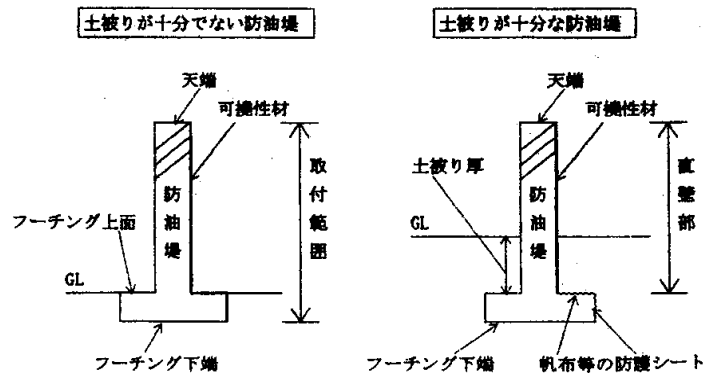 土被りが十分でない防油堤
土被りが十分な防油堤
天端
可撓性材
取付範囲
防油堤
フーチング上面
GL
フーチング下端
天端
可撓性材
土被り厚
直壁部
防油堤
GL
フーチング下端
帆布等の防護シート